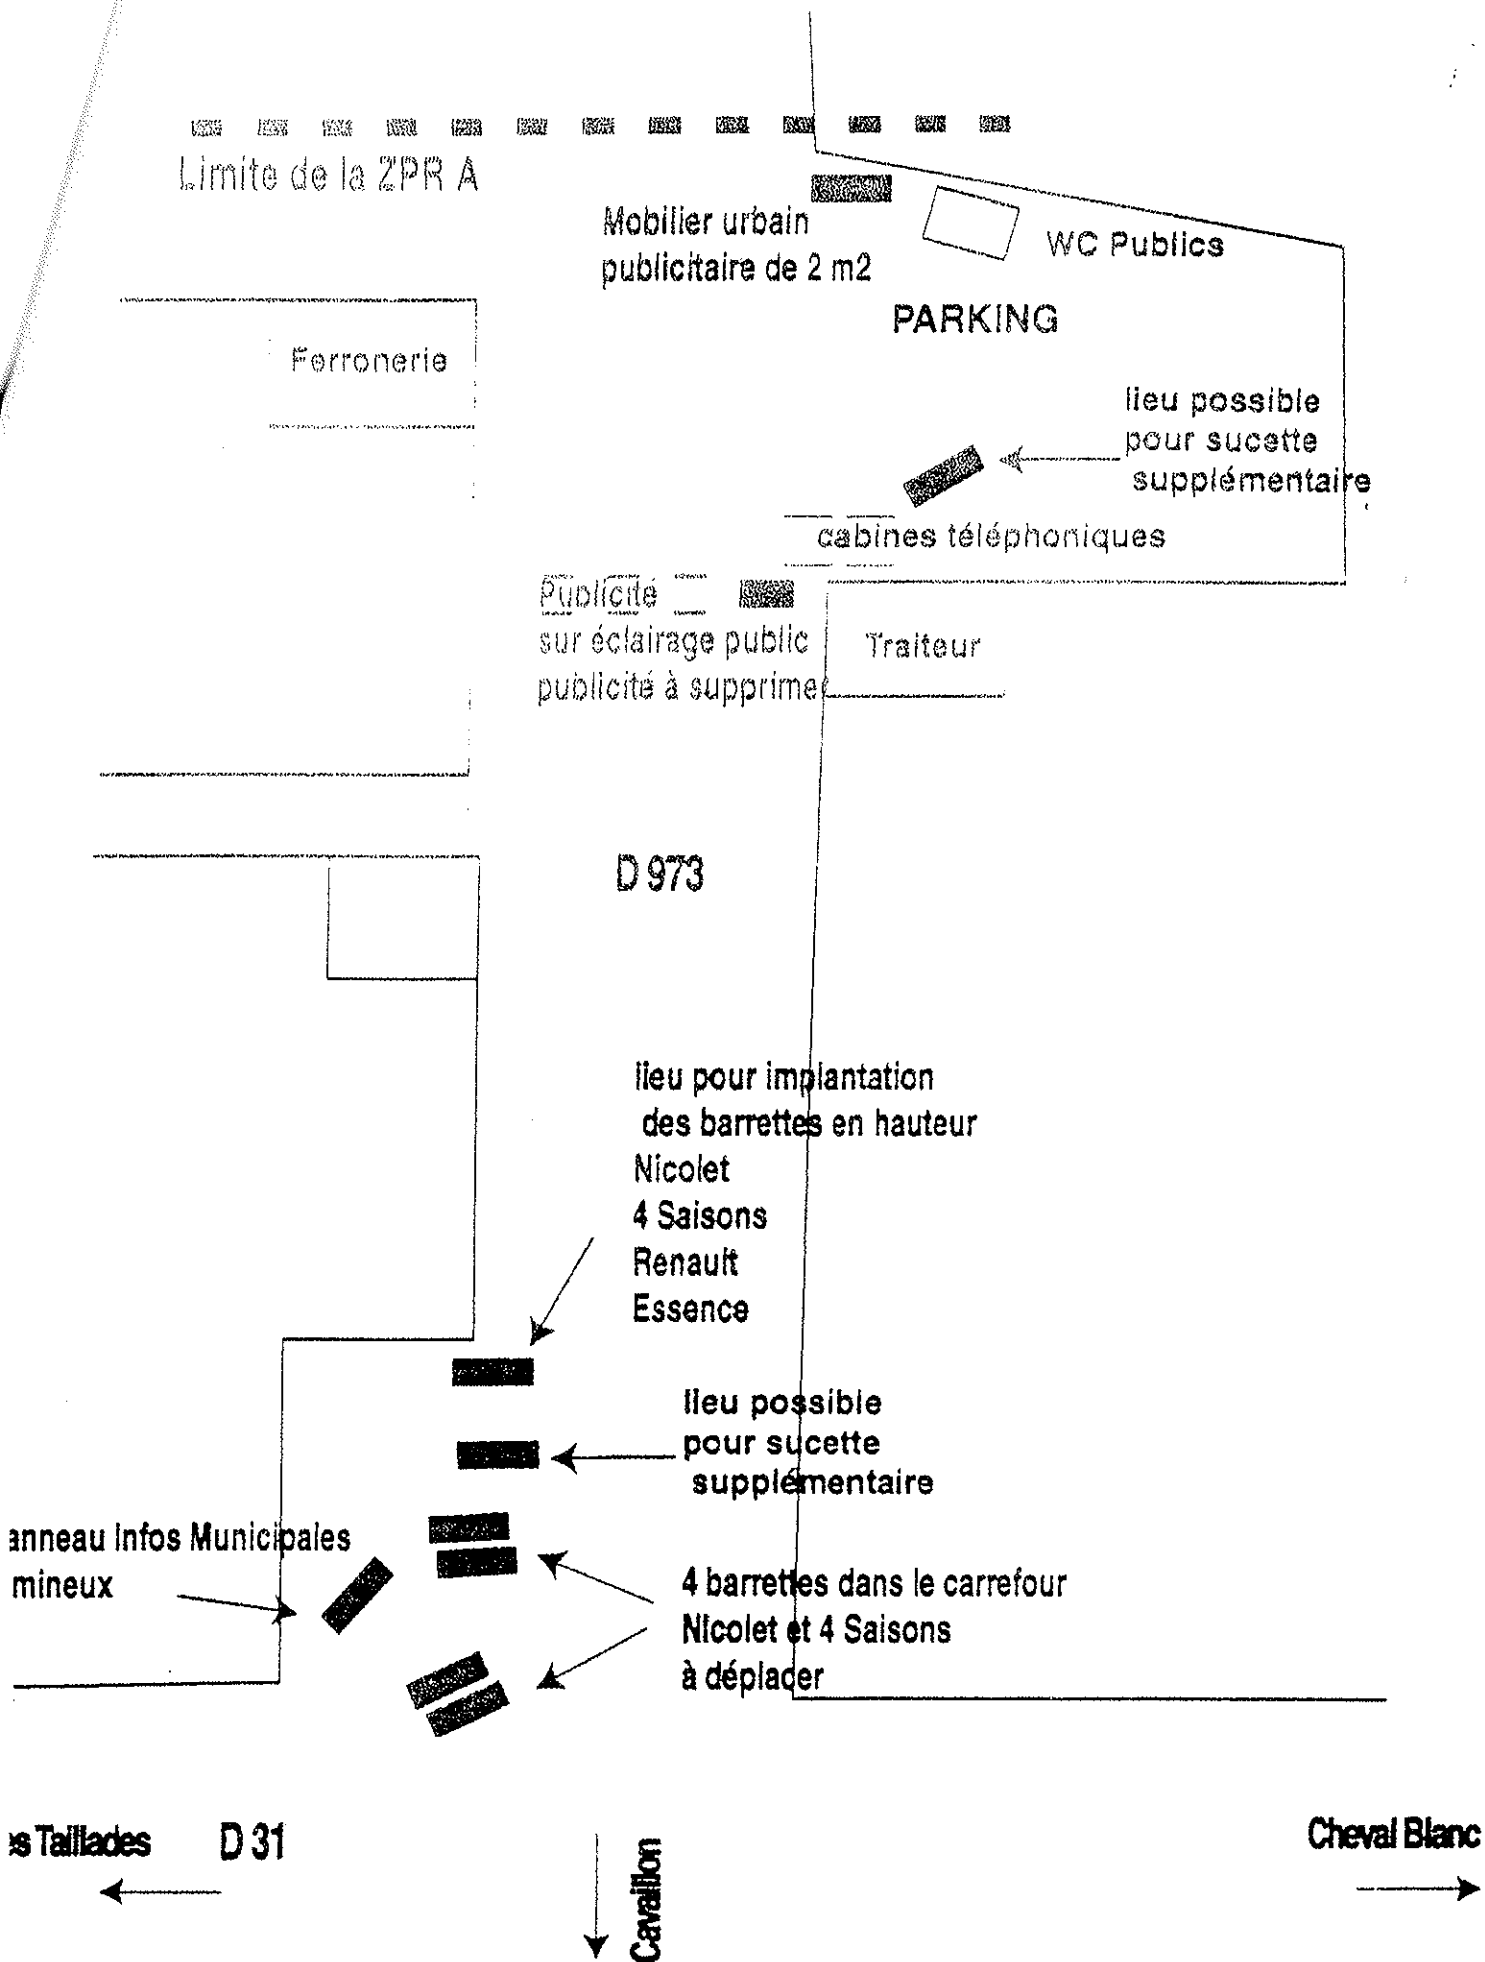 Limite de la ZPR A
Mobilier urbain
publicitaire de 2 m2
WC Publics
PARKING
Ferronerie
lieu possible
pour sucette
supplémentaire
cabines téléphoniques
Publicité
sur éclairage public
publicité à supprimer
Traiteur
D 973
lieu pour implantation
des barrettes en hauteur
Nicolet
4 Saisons
Renault
Essence
lieu possible
pour sucette
supplémentaire
anneau Infos Municipales
mineux
4 barrettes dans le carrefour
Nicolet et 4 Saisons
à déplacer
es Taillades
D 31
Cavaillon
Cheval Blanc